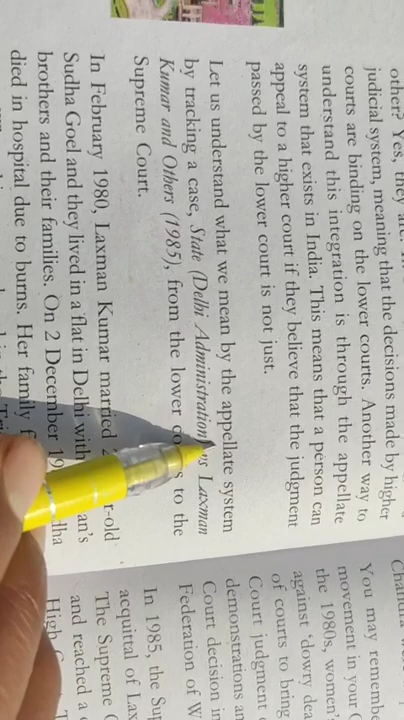 other? Yes, they are.
judicial system, meaning that the decisions made by higher
courts are binding on the lower courts. Another way to
understand this integration is through the appellate
system that exists in India. This means that a person can
appeal to a higher court if they believe that the judgment
passed by the lower court is not just.
Let us understand what we mean by the appellate system
by tracking a case, State (Delhi Administration) vs Laxman
Kumar and Others (1985), from the lower to the
Supreme Court.
In February 1980, Laxman Kumar married
Sudha Goel and they lived in a flat in Delhi with
brothers and their families. On 2 December
died in hospital due to burns. Her family
You may
movement in your
the 1980s, women
against 'dowry
of courts to bring
Court judgment
demonstrations
Court decision
Federation of
In 1985, the
acquittal of
The Supreme
and reached a
High